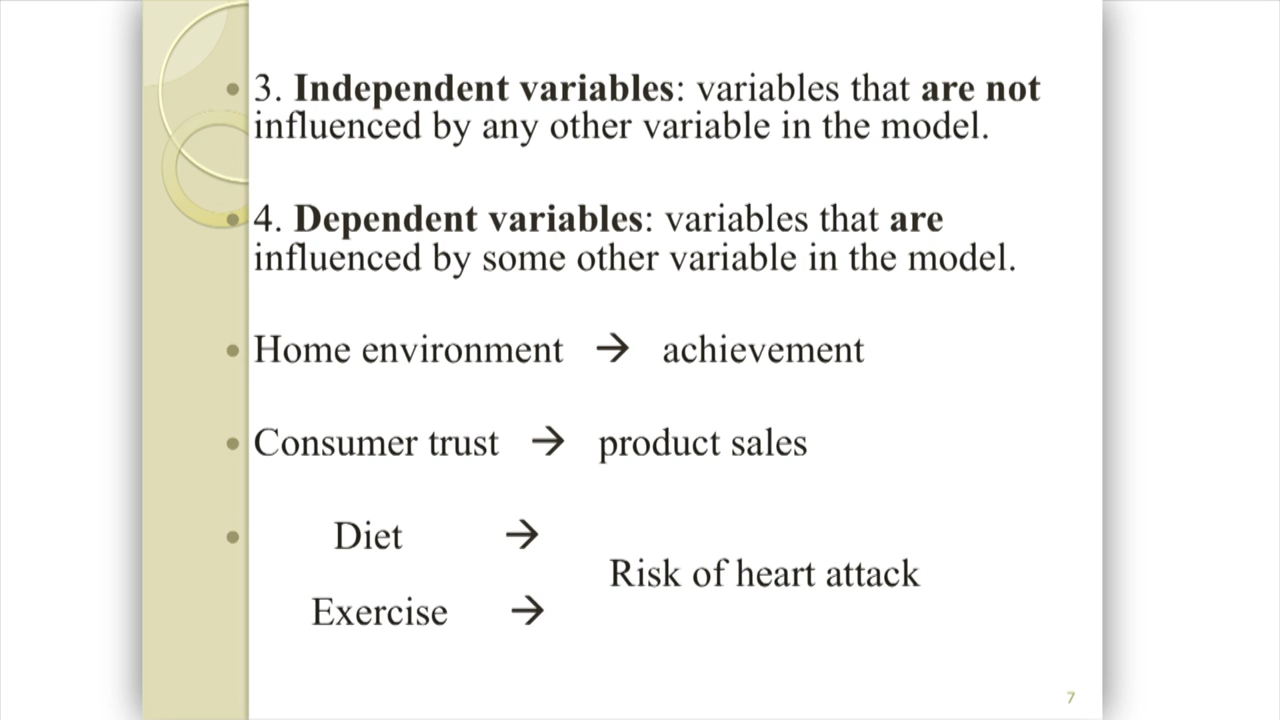 • 3. Independent variables: variables that are not
influenced by any other variable in the model.
• 4. Dependent variables: variables that are
influenced by some other variable in the model.
• Home environment → achievement
• Consumer trust → product sales
• Diet →
Risk of heart attack
Exercise →
7